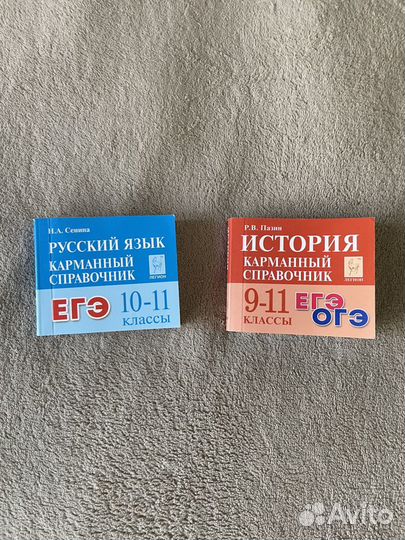 Н.А. Сенина
РУССКИЙ ЯЗЫК
КАРМАННЫЙ
СПРАВОЧНИК
ЛЕГИОН
ЕГЭ
10-11
КЛАССЫ
Р.В. Пазин
ИСТОРИЯ
КАРМАННЫЙ
СПРАВОЧНИК
ЛЕГИОН
9-11
КЛАССЫ
ЕГЭ
ОГЭ
Avito